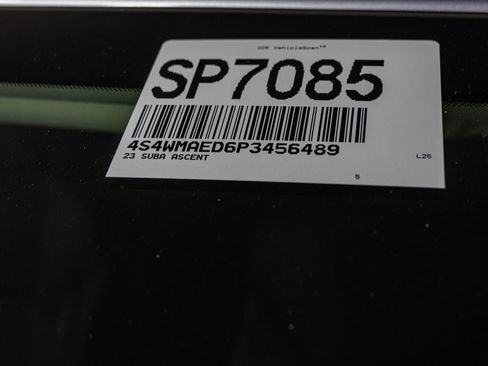 CDK VehicleScan™
SP7085
4S4WMAED6P3456489
23 SUBA ASCENT
L25
5